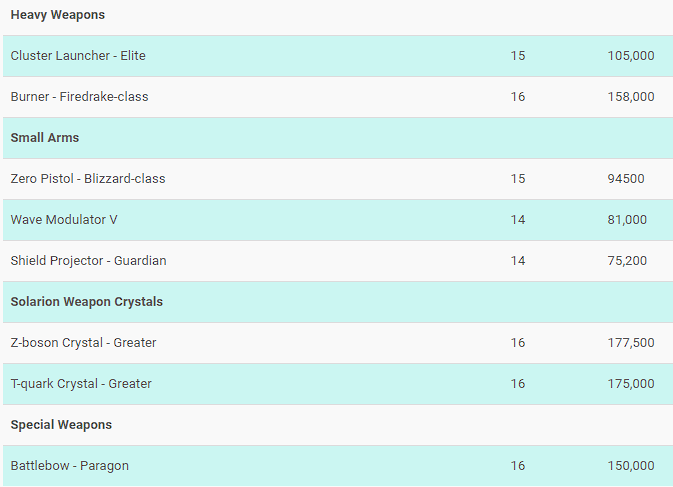 Heavy Weapons
Cluster Launcher - Elite 15 105,000
Burner - Firedrake-class 16 158,000
Small Arms
Zero Pistol - Blizzard-class 15 94500
Wave Modulator V 14 81,000
Shield Projector - Guardian 14 75,200
Solarion Weapon Crystals
Z-boson Crystal - Greater 16 177,500
T-quark Crystal - Greater 16 175,000
Special Weapons
Battlebow - Paragon 16 150,000